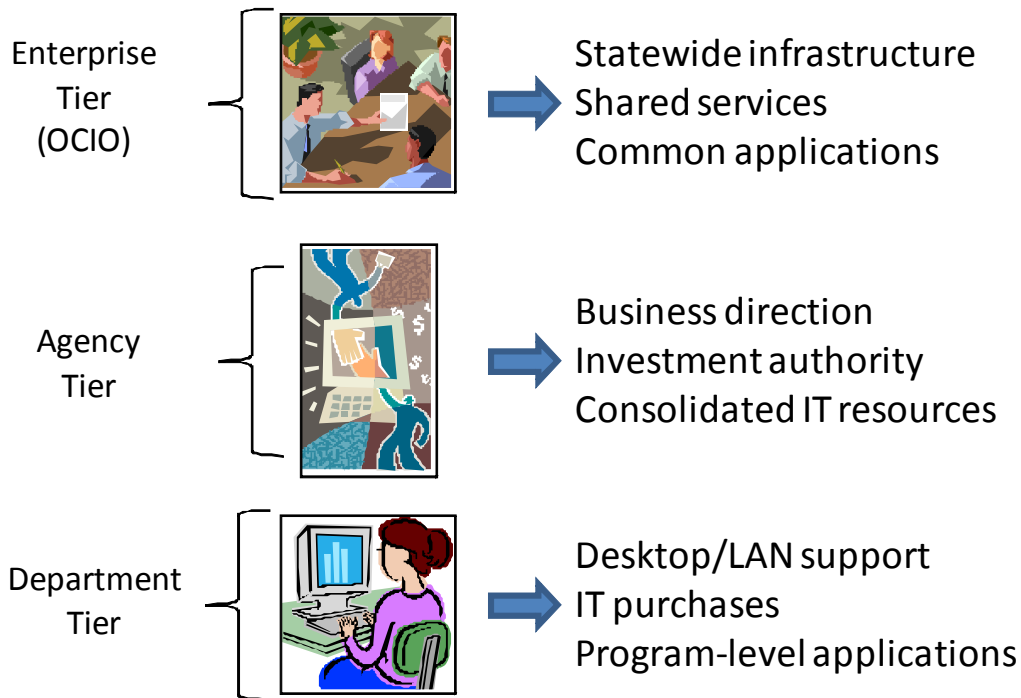 Enterprise
Tier
(OCIO)
Statewide infrastructure
Shared services
Common applications
Agency
Tier
$
$
$
$
Business direction
Investment authority
Consolidated IT resources
Department
Tier
Desktop/LAN support
IT purchases
Program-level applications